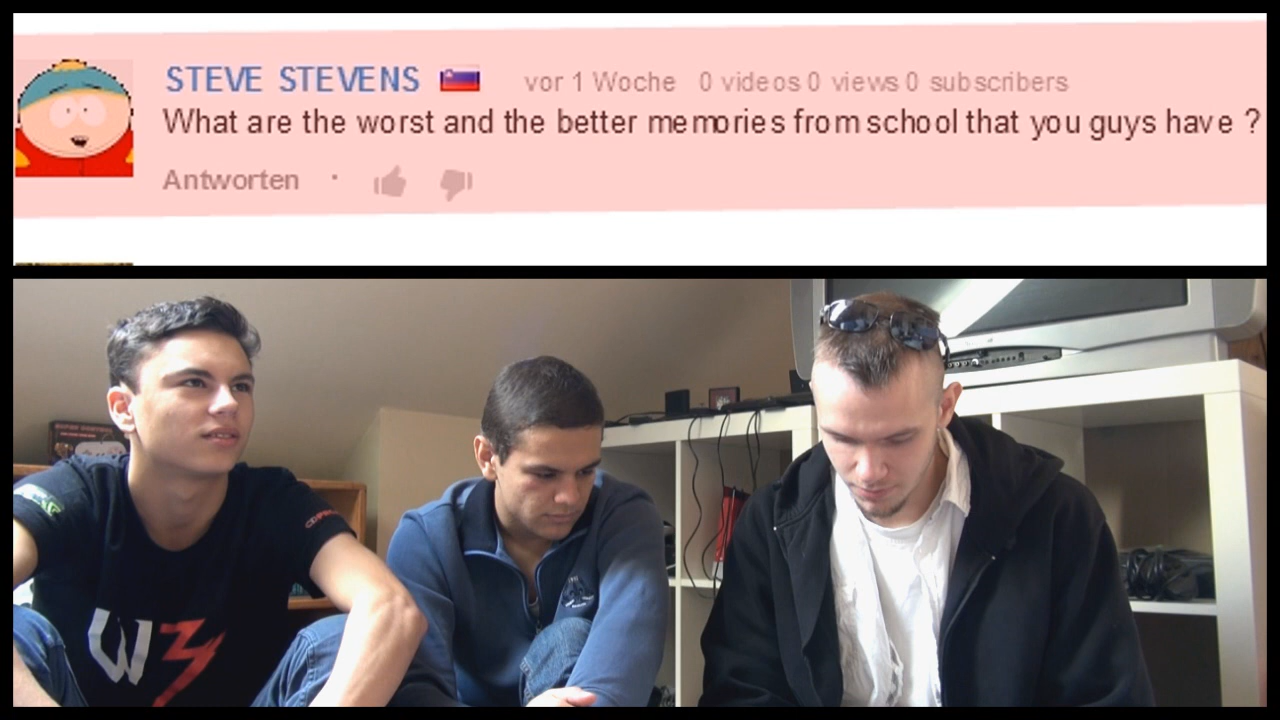 STEVE STEVENS vor 1 Woche 0 videos 0 views 0 subscribers
What are the worst and the better memories from school that you guys have ?
Antworten ·
W3